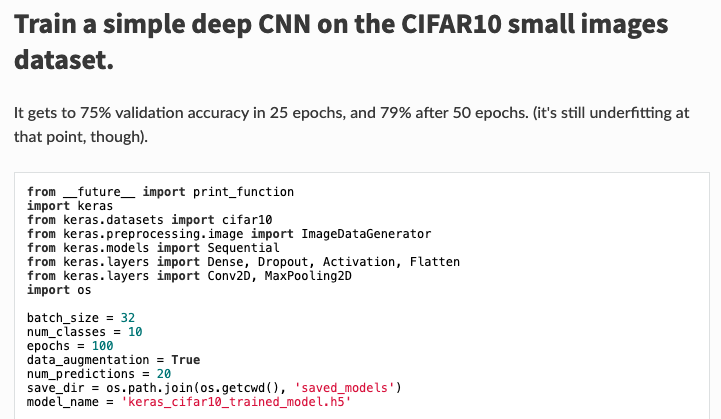 Train a simple deep CNN on the CIFAR10 small images
dataset.
It gets to 75% validation accuracy in 25 epochs, and 79% after 50 epochs. (it's still underfitting at
that point, though).
from __future__ import print_function
import keras
from keras.datasets import cifar10
from keras.preprocessing.image import ImageDataGenerator
from keras.models import Sequential
from keras.layers import Dense, Dropout, Activation, Flatten
from keras.layers import Conv2D, MaxPooling2D
import os
batch_size = 32
num_classes = 10
epochs = 100
data_augmentation = True
num_predictions = 20
save_dir = os.path.join(os.getcwd(), 'saved_models')
model_name = 'keras_cifar10_trained_model.h5'